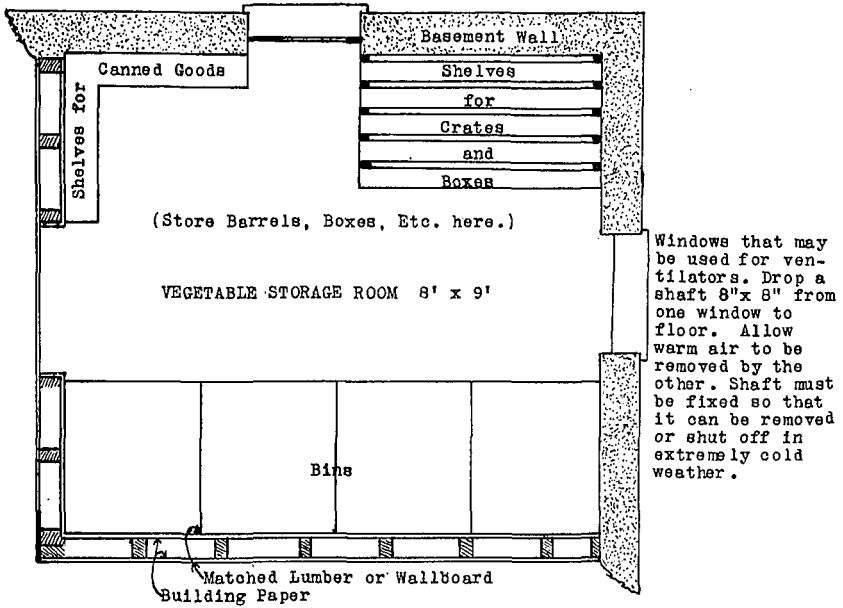 Basement Wall
Canned Goods
Shelves for
Shelves
for
Crates
and
Boxes
(Store Barrels, Boxes, Etc. here.)
VEGETABLE STORAGE ROOM 8' x 9'
Windows that may
be used for ven-
tilators. Drop a
shaft 8"x 8" from
one window to
floor. Allow
warm air to be
removed by the
other. Shaft must
be fixed so that
it can be removed
or shut off in
extremely cold
weather.
Bins
Matched Lumber or Wallboard
Building Paper